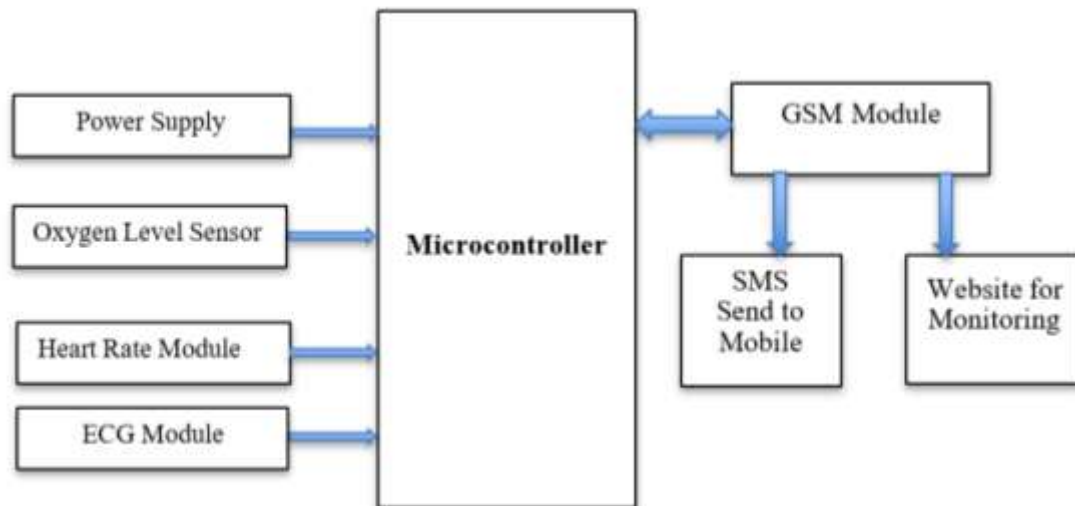 Power Supply
Oxygen Level Sensor
Heart Rate Module
ECG Module
Microcontroller
GSM Module
SMS
Send to
Mobile
Website for
Monitoring